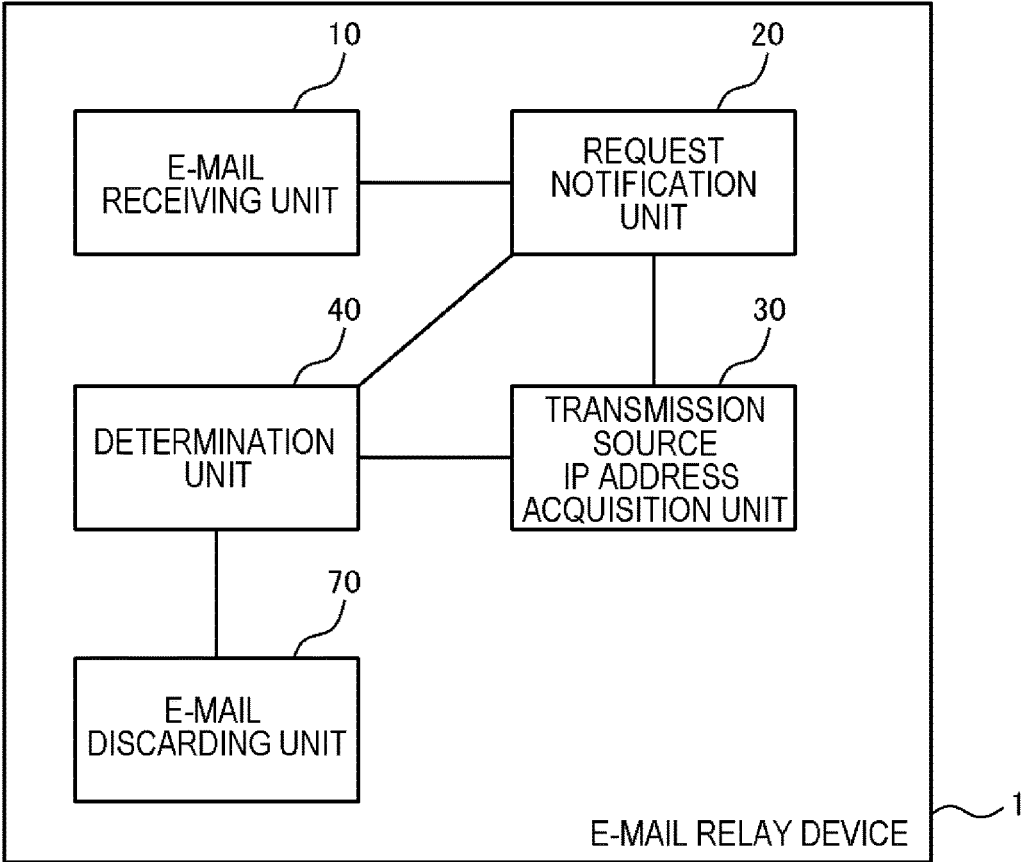 10
20
E-MAIL
RECEIVING UNIT
REQUEST
NOTIFICATION
UNIT
40
30
DETERMINATION
UNIT
TRANSMISSION
SOURCE
IP ADDRESS
ACQUISITION UNIT
70
E-MAIL
DISCARDING UNIT
1
E-MAIL RELAY DEVICE